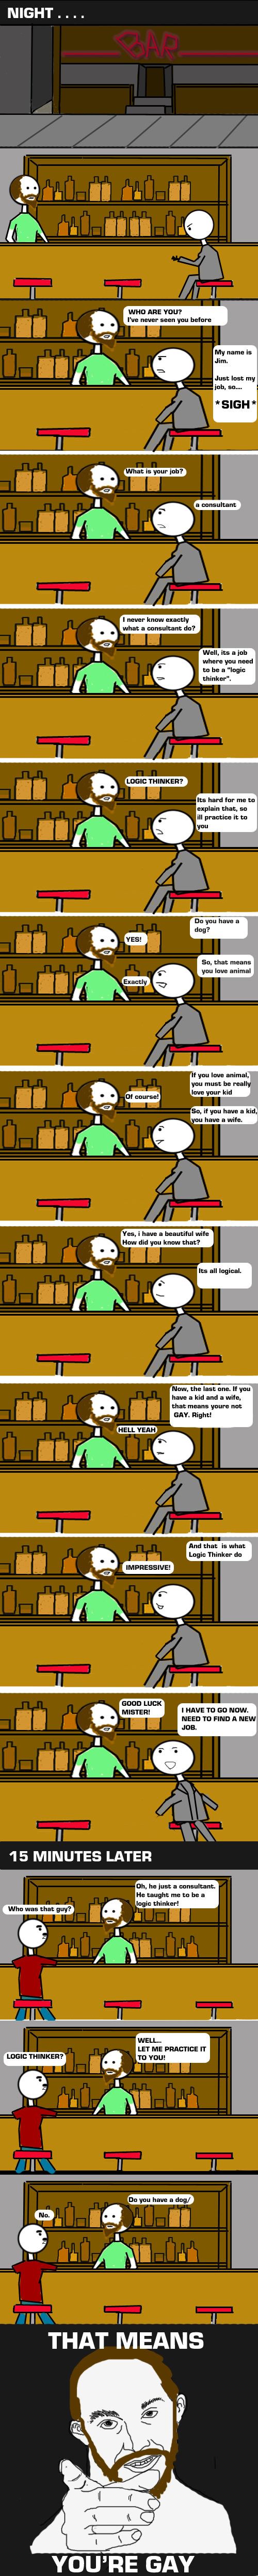 NIGHT . . . .
BAR
WHO ARE YOU?
I've never seen you before
My name is
Jim.
Just lost my
job, so....
*SIGH*
What is your job?
a consultant
I never know exactly
what a consultant do?
Well, its a job
where you need
to be a "logic
thinker".
LOGIC THINKER?
Its hard for me to
explain that, so
ill practice it to
you
Do you have a
dog?
YES!
So, that means
you love animal
Exactly
If you love animal,
you must be really
love your kid
Of course!
So, if you have a kid,
you have a wife.
Yes, i have a beautiful wife
How did you know that?
Its all logical.
Now, the last one. If you
have a kid and a wife,
that means youre not
GAY. Right!
HELL YEAH
And that is what
Logic Thinker do
IMPRESSIVE!
GOOD LUCK
MISTER!
I HAVE TO GO NOW.
NEED TO FIND A NEW
JOB.
15 MINUTES LATER
Who was that guy?
Oh, he just a consultant.
He taught me to be a
logic thinker!
LOGIC THINKER?
WELL...
LET ME PRACTICE IT
TO YOU!
Do you have a dog/
No.
THAT MEANS
YOU'RE GAY